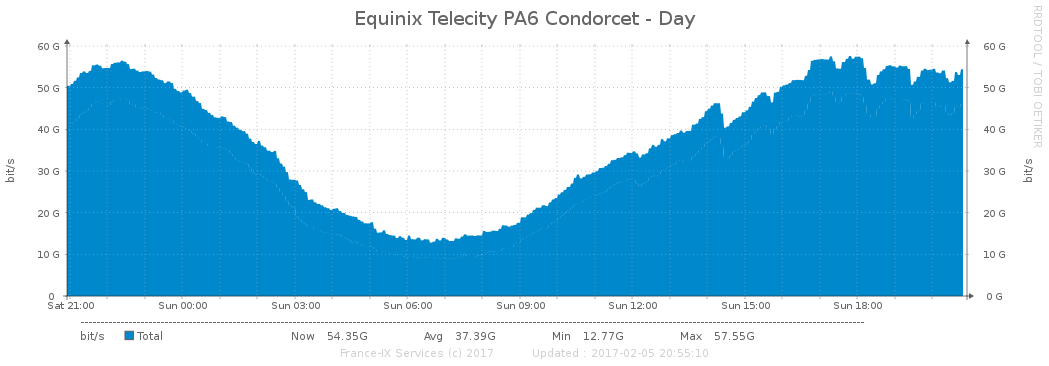 Equinix Telecity PA6 Condorcet - Day
RRDTOOL / TOBI OETIKER
bit/s
60 G
50 G
40 G
30 G
20 G
10 G
0
60 G
50 G
40 G
30 G
20 G
10 G
0 G
bit/s
Sat 21:00 Sun 00:00 Sun 03:00 Sun 06:00 Sun 09:00 Sun 12:00 Sun 15:00 Sun 18:00
bit/s Total Now 54.35G Avg 37.39G Min 12.77G Max 57.55G
France-IX Services (c) 2017 Updated : 2017-02-05 20:55:10